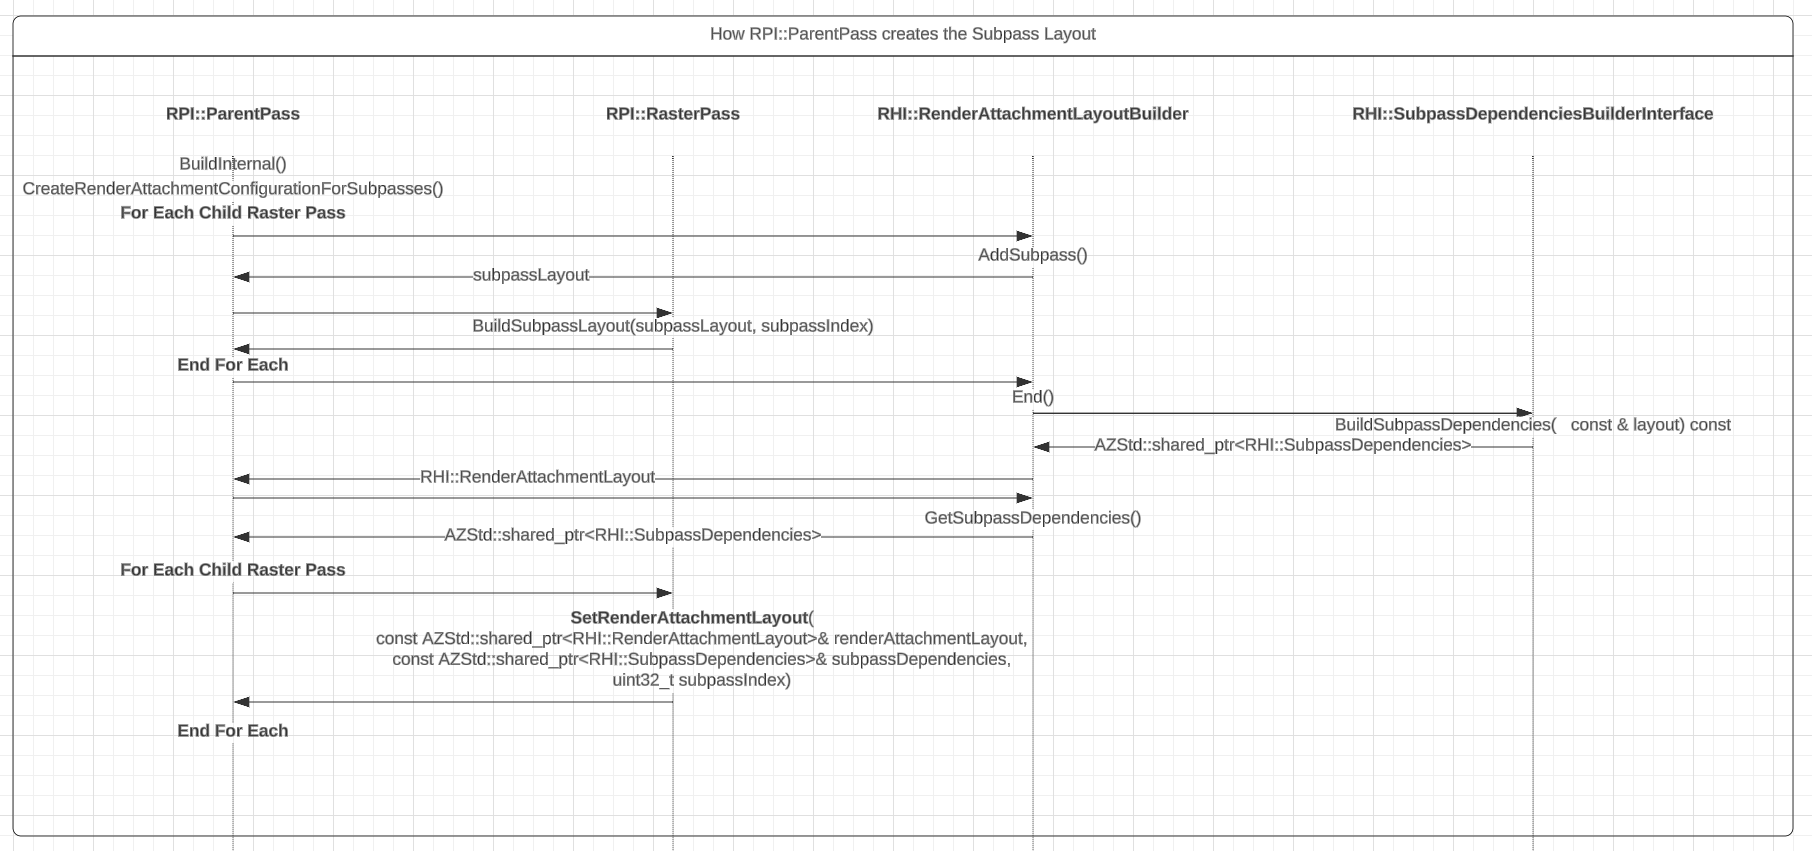 How RPI::ParentPass creates the Subpass Layout
RPI::ParentPass
RPI::RasterPass
RHI::RenderAttachmentLayoutBuilder
RHI::SubpassDependenciesBuilderInterface
BuildInternal()
CreateRenderAttachmentConfigurationForSubpasses()
For Each Child Raster Pass
AddSubpass()
subpassLayout
BuildSubpassLayout(subpassLayout, subpassIndex)
End For Each
End()
BuildSubpassDependencies(   const & layout) const
AZStd::shared_ptr<RHI::SubpassDependencies>
RHI::RenderAttachmentLayout
GetSubpassDependencies()
AZStd::shared_ptr<RHI::SubpassDependencies>
For Each Child Raster Pass
SetRenderAttachmentLayout(
const AZStd::shared_ptr<RHI::RenderAttachmentLayout>& renderAttachmentLayout,
const AZStd::shared_ptr<RHI::SubpassDependencies>& subpassDependencies,
uint32_t subpassIndex)
End For Each